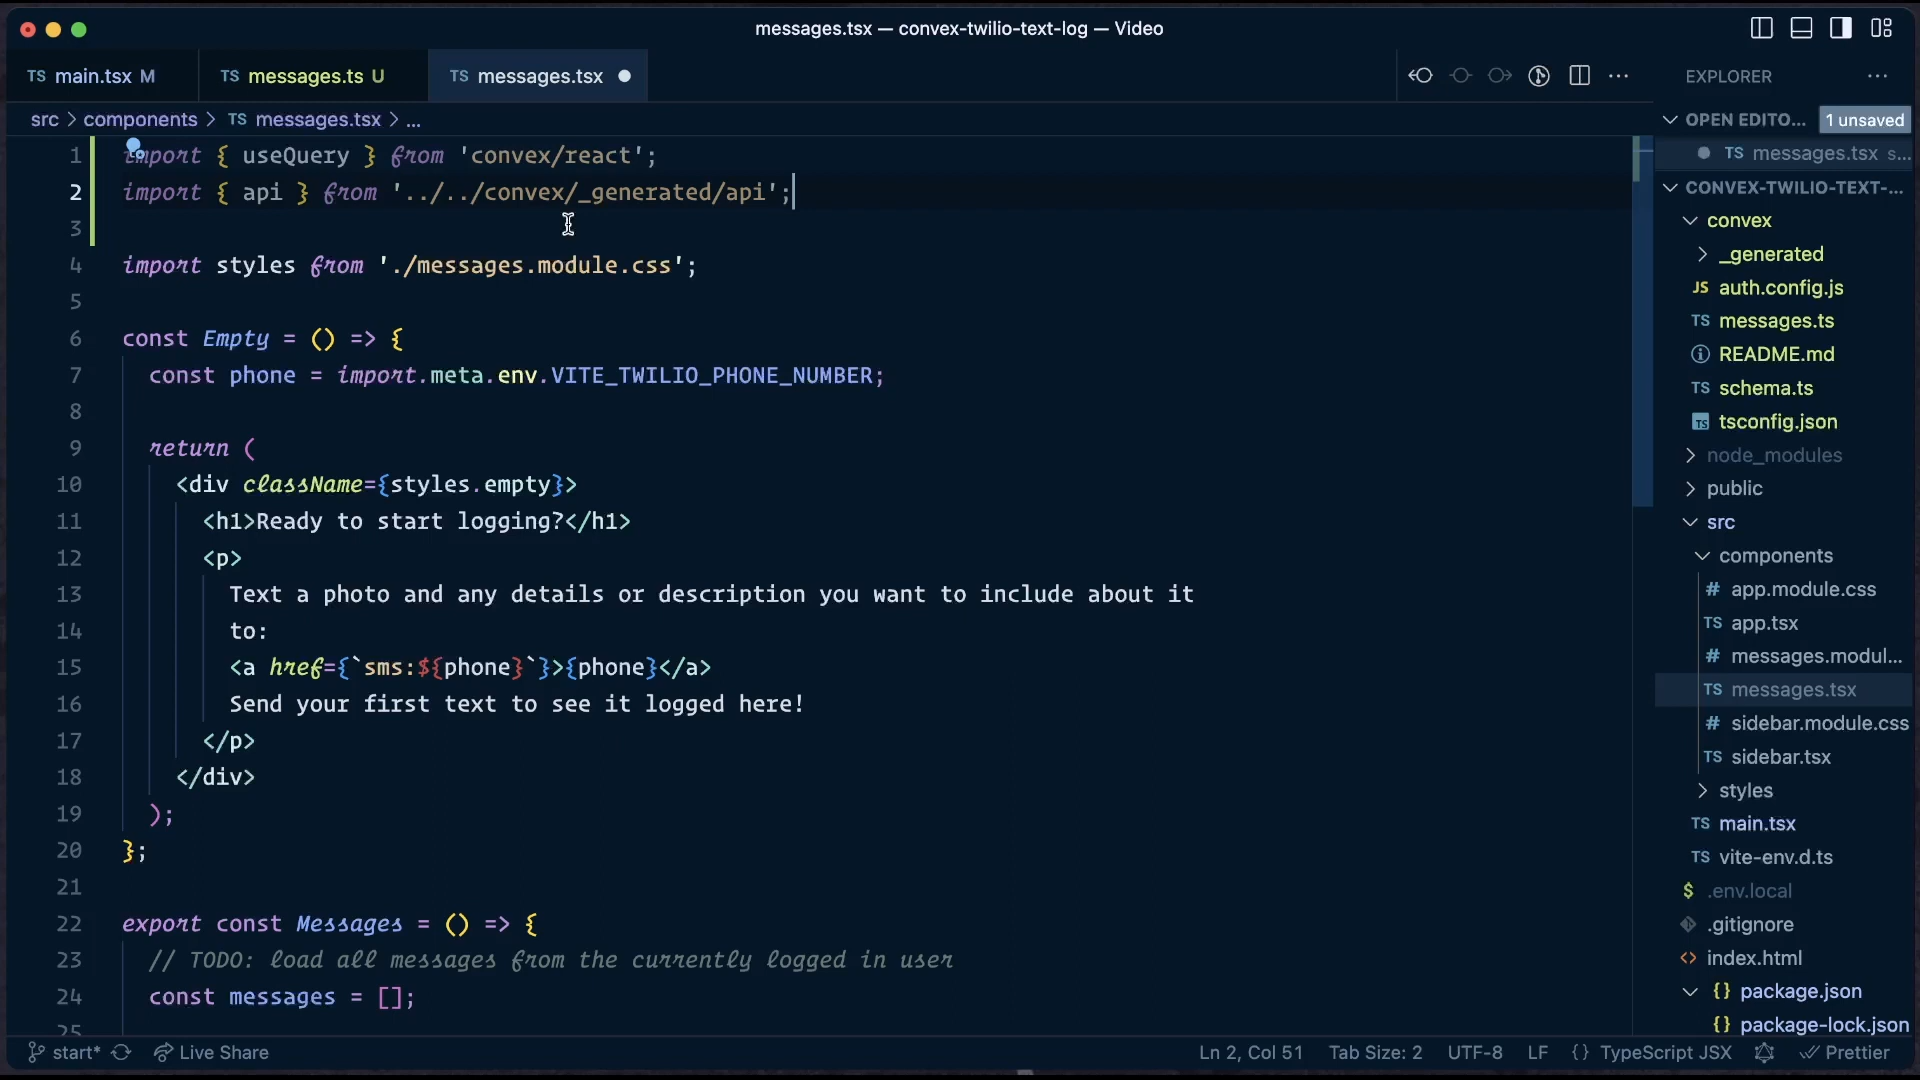 messages.tsx — convex-twilio-text-log — Video
TS main.tsx M
TS messages.ts U
TS messages.tsx
EXPLORER
src > components > TS messages.tsx > ...
OPEN EDITO... 1 unsaved
TS messages.tsx s...
CONVEX-TWILIO-TEXT-...
1 import { useQuery } from 'convex/react';
2 import { api } from '../../convex/_generated/api';
3
4 import styles from './messages.module.css';
5
6 const Empty = () => {
7 const phone = import.meta.env.VITE_TWILIO_PHONE_NUMBER;
8
9 return (
10 <div className={styles.empty}>
11 <h1>Ready to start logging?</h1>
12 <p>
13 Text a photo and any details or description you want to include about it
14 to:
15 <a href={`sms:${phone}`}>{phone}</a>
16 Send your first text to see it logged here!
17 </p>
18 </div>
19 );
20 };
21
22 export const Messages = () => {
23 // TODO: load all messages from the currently logged in user
24 const messages = [];
25
convex
_generated
JS auth.config.js
TS messages.ts
README.md
TS schema.ts
TS tsconfig.json
node_modules
public
src
components
# app.module.css
TS app.tsx
# messages.modul...
TS messages.tsx
# sidebar.module.css
TS sidebar.tsx
styles
TS main.tsx
TS vite-env.d.ts
$ .env.local
.gitignore
<> index.html
{} package.json
{} package-lock.json
start*
Live Share
Ln 2, Col 51
Tab Size: 2
UTF-8
LF
{} TypeScript JSX
Prettier